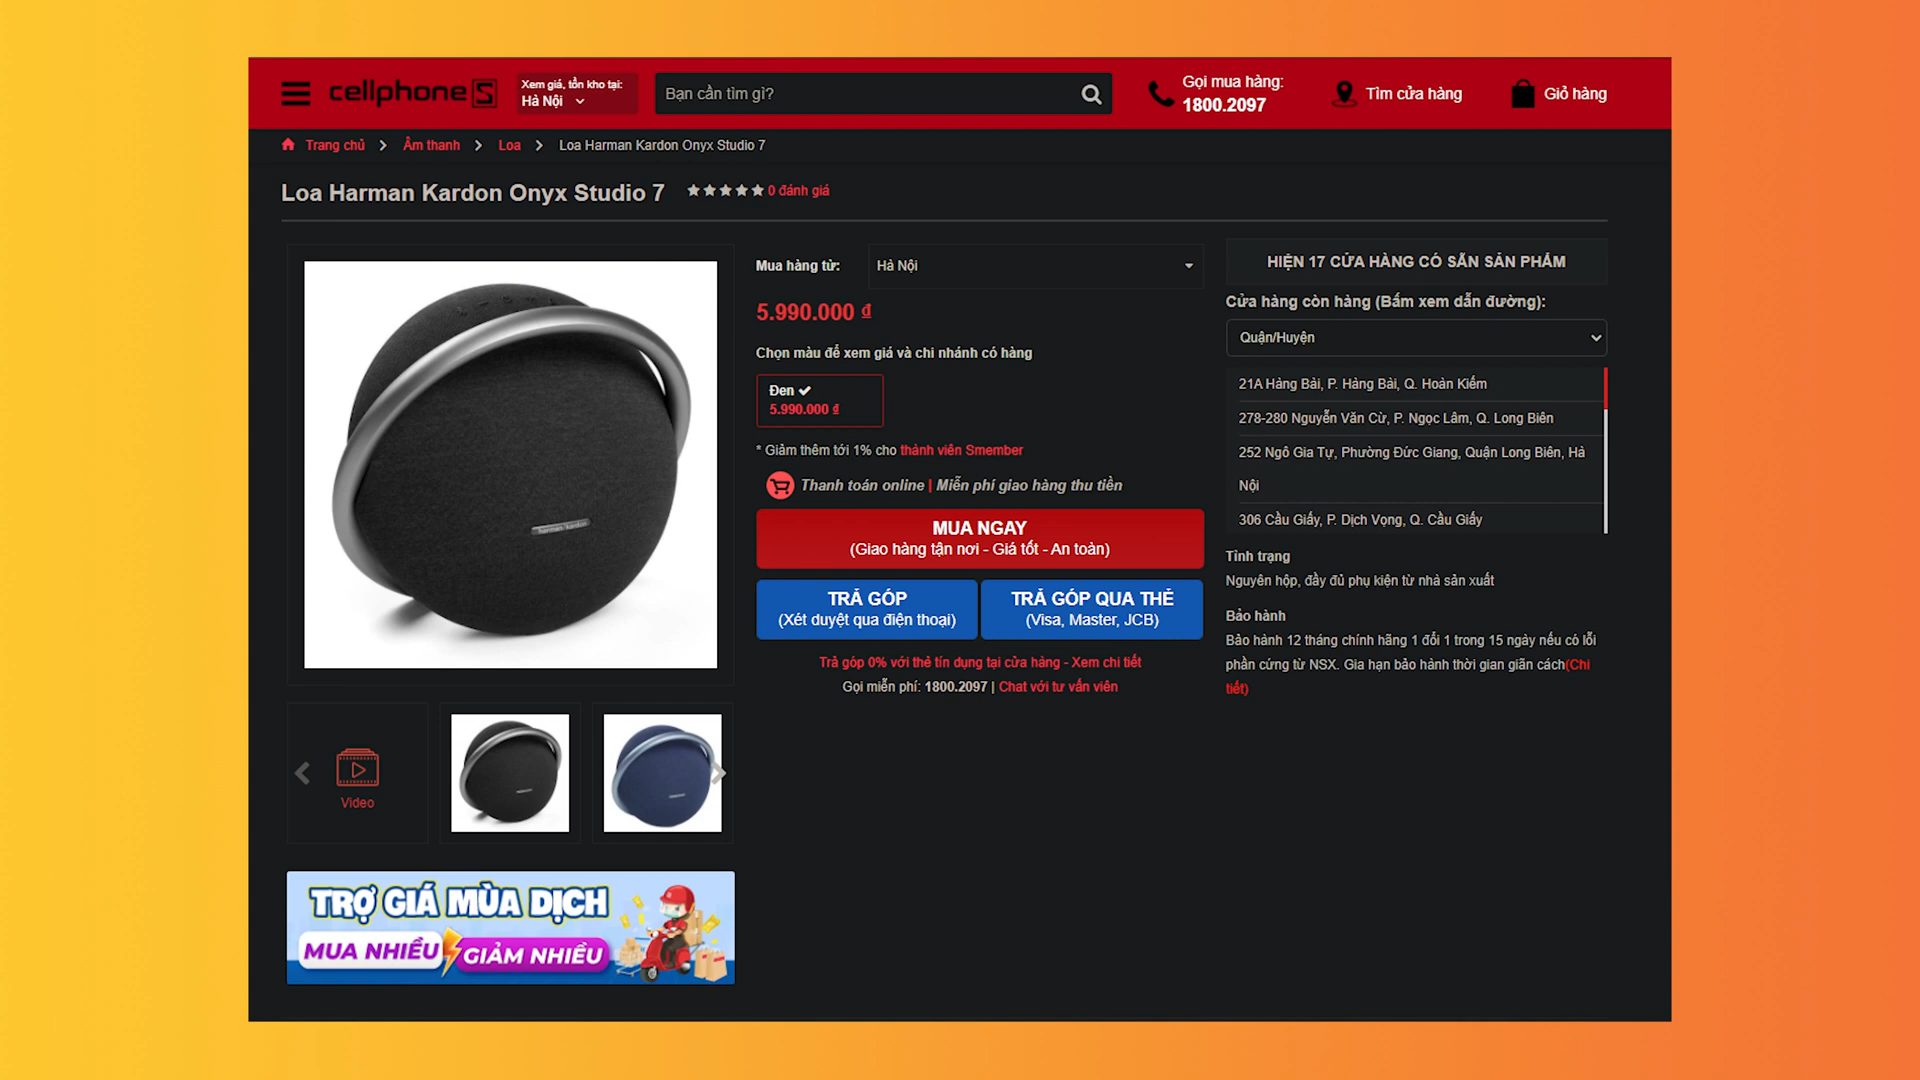 cellphoneS
Xem giá, tồn kho tại:
Hà Nội
Bạn cần tìm gì?
Gọi mua hàng:
1800.2097
Tìm cửa hàng
Giỏ hàng
Trang chủ
Âm thanh
Loa
Loa Harman Kardon Onyx Studio 7
Loa Harman Kardon Onyx Studio 7
0 đánh giá
harman/kardon
Video
TRỢ GIÁ MÙA DỊCH
MUA NHIỀU
GIẢM NHIỀU
Mua hàng từ:
Hà Nội
5.990.000 ₫
Chọn màu để xem giá và chi nhánh có hàng
Đen
5.990.000 ₫
* Giảm thêm tới 1% cho thành viên Smember
Thanh toán online | Miễn phí giao hàng thu tiền
MUA NGAY
(Giao hàng tận nơi - Giá tốt - An toàn)
TRẢ GÓP
(Xét duyệt qua điện thoại)
TRẢ GÓP QUA THẺ
(Visa, Master, JCB)
Trả góp 0% với thẻ tín dụng tại cửa hàng - Xem chi tiết
Gọi miễn phí: 1800.2097 | Chat với tư vấn viên
HIỆN 17 CỬA HÀNG CÓ SẴN SẢN PHẨM
Cửa hàng còn hàng (Bấm xem dẫn đường):
Quận/Huyện
21A Hàng Bài, P. Hàng Bài, Q. Hoàn Kiếm
278-280 Nguyễn Văn Cừ, P. Ngọc Lâm, Q. Long Biên
252 Ngô Gia Tự, Phường Đức Giang, Quận Long Biên, Hà
Nội
306 Cầu Giấy, P. Dịch Vọng, Q. Cầu Giấy
Tình trạng
Nguyên hộp, đầy đủ phụ kiện từ nhà sản xuất
Bảo hành
Bảo hành 12 tháng chính hãng 1 đổi 1 trong 15 ngày nếu có lỗi
phần cứng từ NSX. Gia hạn bảo hành thời gian giãn cách(Chi
tiết)